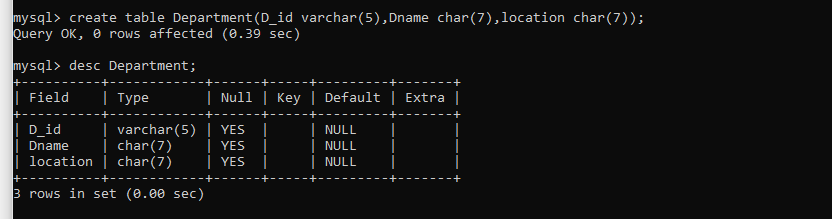 mysql> create table Department(D_id varchar(5),Dname char(7),location char(7));
Query OK, 0 rows affected (0.39 sec)
mysql> desc Department;
+----------+------------+------+-----+---------+-------+
| Field    | Type       | Null | Key | Default | Extra |
+----------+------------+------+-----+---------+-------+
| D_id     | varchar(5) | YES  |     | NULL    |       |
| Dname    | char(7)    | YES  |     | NULL    |       |
| location | char(7)    | YES  |     | NULL    |       |
+----------+------------+------+-----+---------+-------+
3 rows in set (0.00 sec)